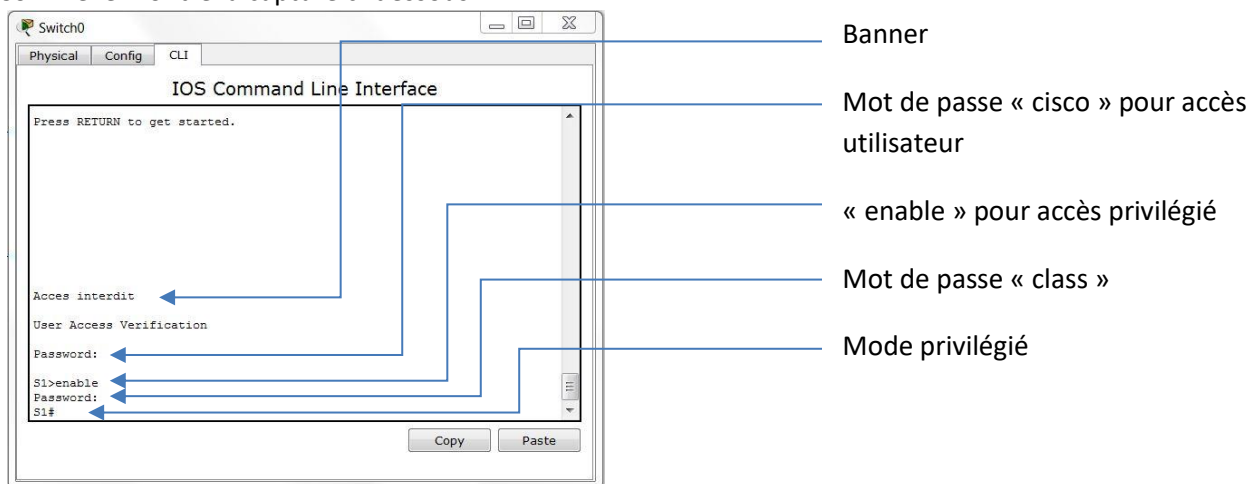 Switch0
Physical Config CLI
IOS Command Line Interface
Press RETURN to get started.
Acces interdit
User Access Verification
Password:
S1>enable
Password:
S1#
Copy Paste
Banner
Mot de passe « cisco » pour accès
utilisateur
« enable » pour accès privilégié
Mot de passe « class »
Mode privilégié